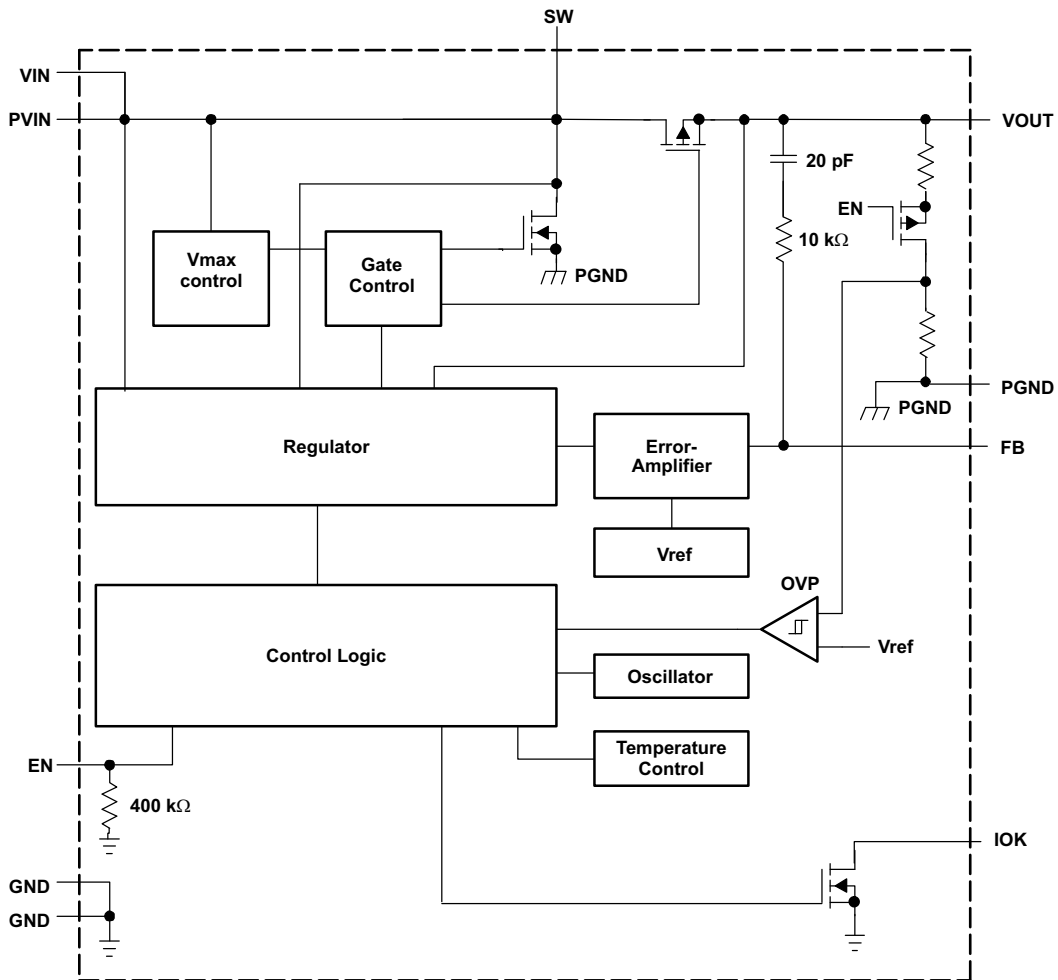 SW
VIN
PVIN
VOUT
20 pF
EN
10 kΩ
Vmax
control
Gate
Control
PGND
PGND
PGND
Regulator
Error-
Amplifier
FB
Vref
OVP
Control Logic
Vref
Oscillator
EN
Temperature
Control
400 kΩ
IOK
GND
GND